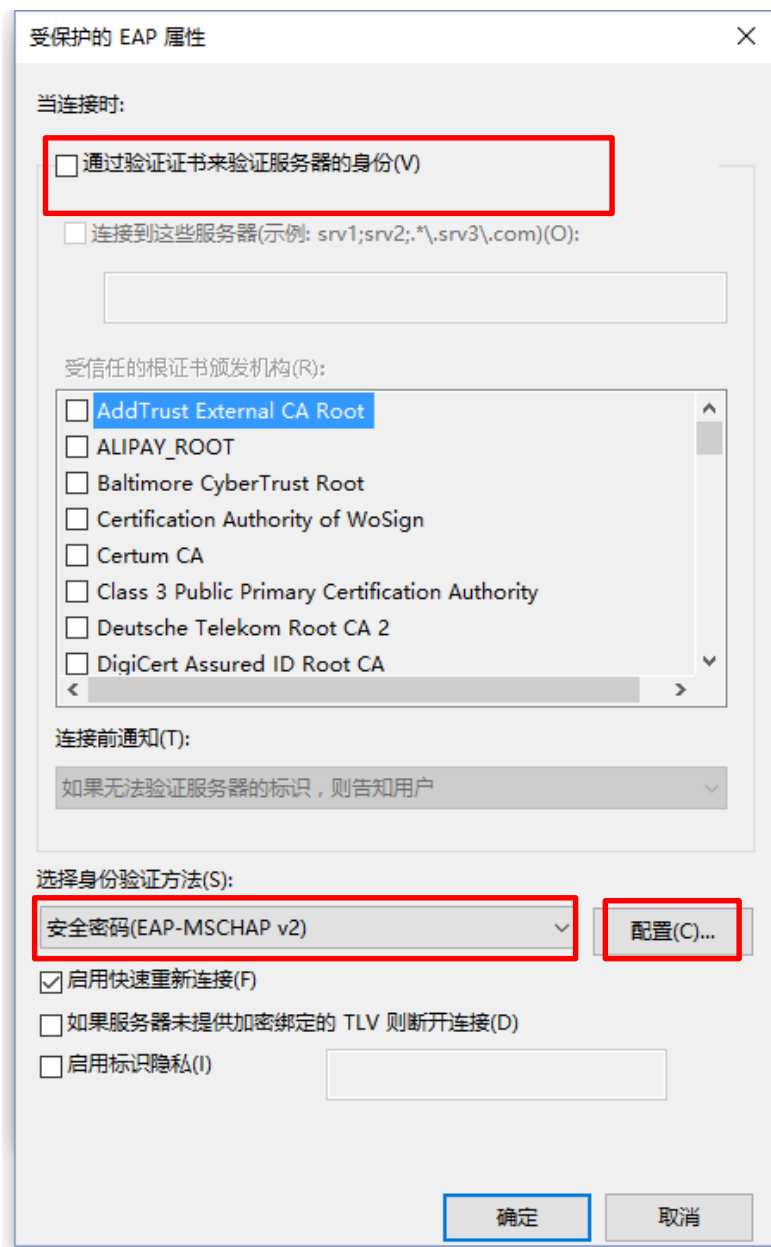 受保护的 EAP 属性
当连接时:
通过验证证书来验证服务器的身份(V)
连接到这些服务器(示例: srv1;srv2;.*\.srv3\.com)(O):
受信任的根证书颁发机构(R):
AddTrust External CA Root
ALIPAY_ROOT
Baltimore CyberTrust Root
Certification Authority of WoSign
Certum CA
Class 3 Public Primary Certification Authority
Deutsche Telekom Root CA 2
DigiCert Assured ID Root CA
连接前通知(T):
如果无法验证服务器的标识，则告知用户
选择身份验证方法(S):
安全密码(EAP-MSCHAP v2)
配置(C)...
启用快速重新连接(F)
如果服务器未提供加密绑定的 TLV 则断开连接(D)
启用标识隐私(I)
确定
取消